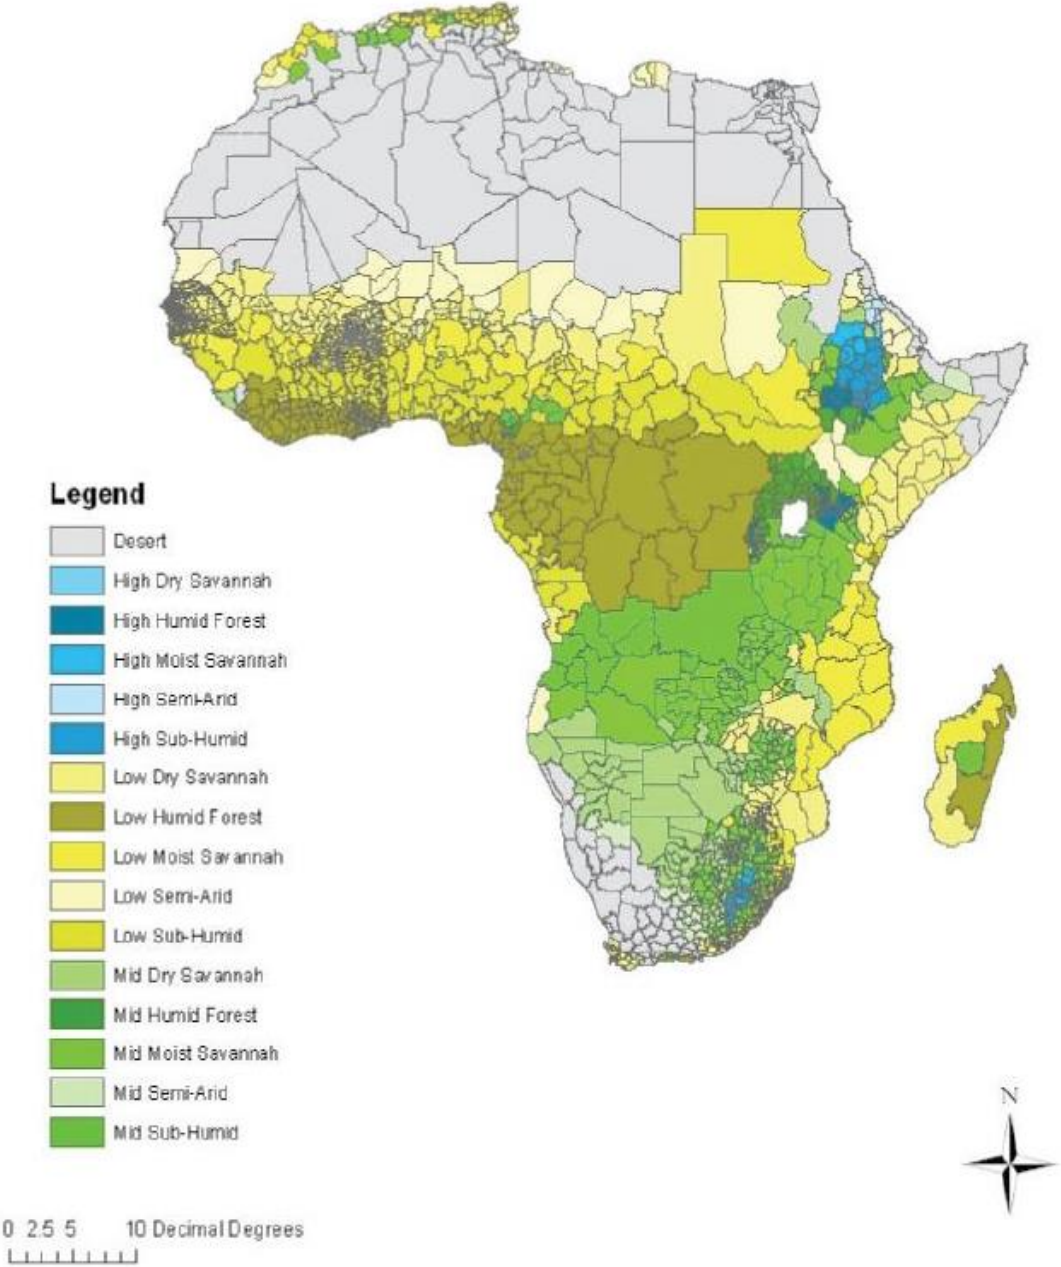 Legend
Desert
High Dry Savannah
High Humid Forest
High Moist Savannah
High Semi-Arid
High Sub-Humid
Low Dry Savannah
Low Humid Forest
Low Moist Savannah
Low Semi-Arid
Low Sub-Humid
Mid Dry Savannah
Mid Humid Forest
Mid Moist Savannah
Mid Semi-Arid
Mid Sub-Humid
N
0 2.5 5 10 Decimal Degrees